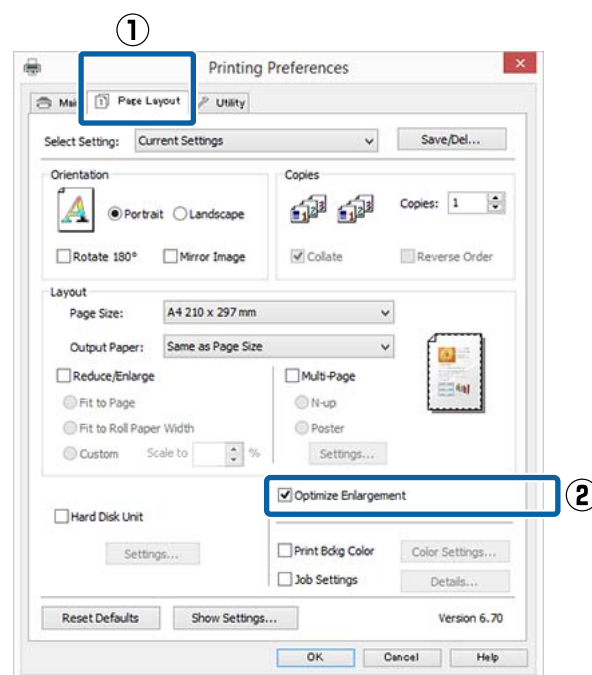 ①
Printing Preferences
Mai Page Layout Utility
Select Setting: Current Settings Save/Del...
Orientation Copies
Portrait Landscape Copies: 1
Rotate 180° Mirror Image Collate Reverse Order
Layout
Page Size: A4 210 x 297 mm
Output Paper: Same as Page Size
Reduce/Enlarge Multi-Page
Fit to Page N-up
Fit to Roll Paper Width Poster
Custom Scale to % Settings...
Optimize Enlargement ②
Hard Disk Unit
Settings... Print Bckg Color Color Settings...
Job Settings Details...
Reset Defaults Show Settings... Version 6.70
OK Cancel Help